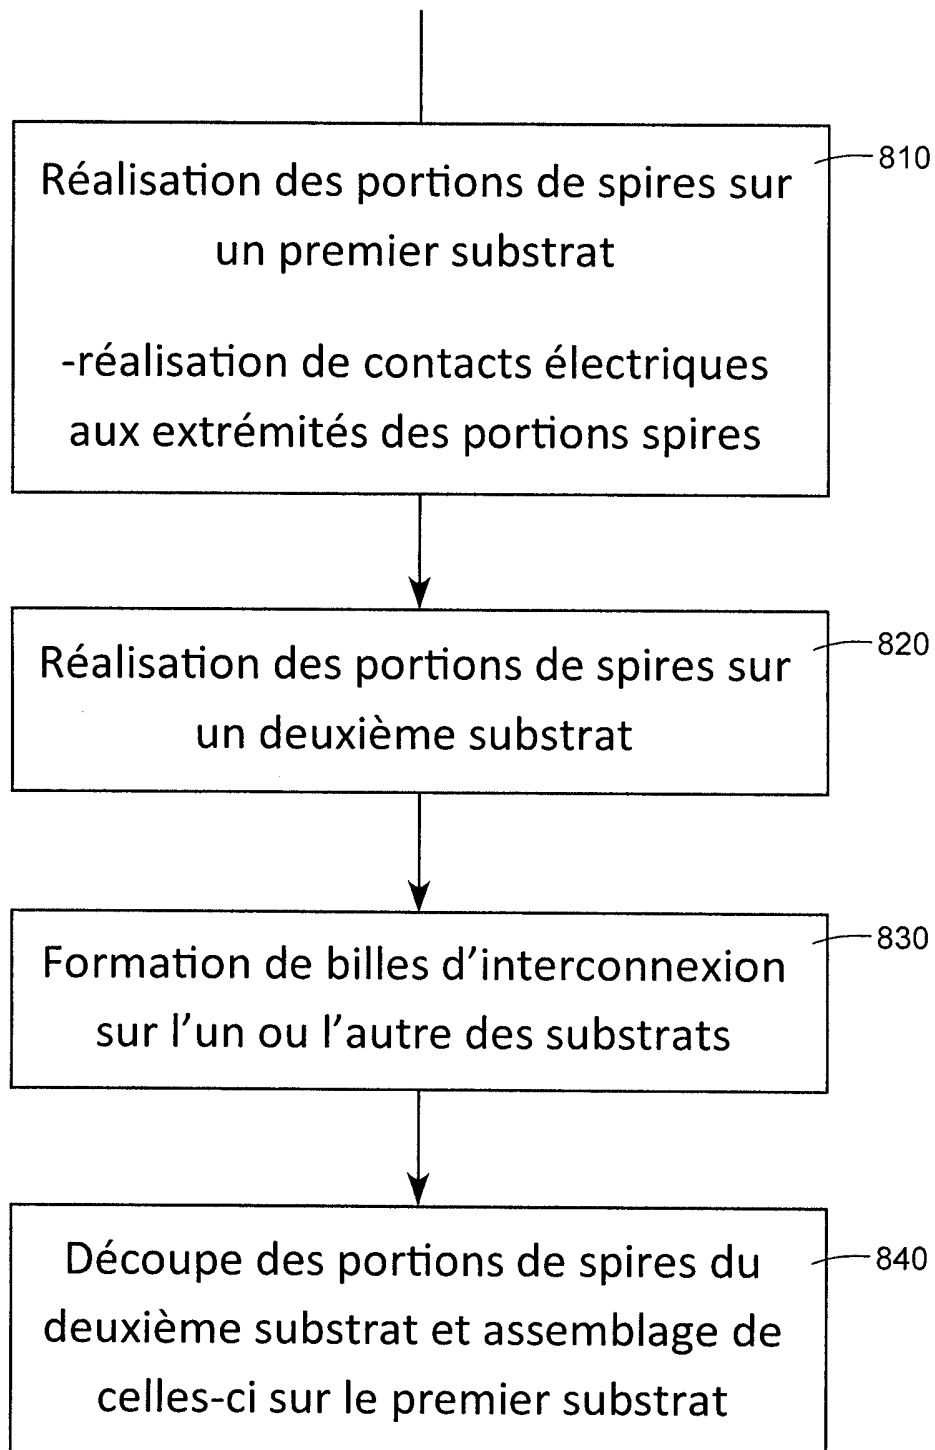 Réalisation des portions de spires sur
un premier substrat
-réalisation de contacts électriques
aux extrémités des portions spires
810
Réalisation des portions de spires sur
un deuxième substrat
820
Formation de billes d'interconnexion
sur l'un ou l'autre des substrats
830
Découpe des portions de spires du
deuxième substrat et assemblage de
celles-ci sur le premier substrat
840